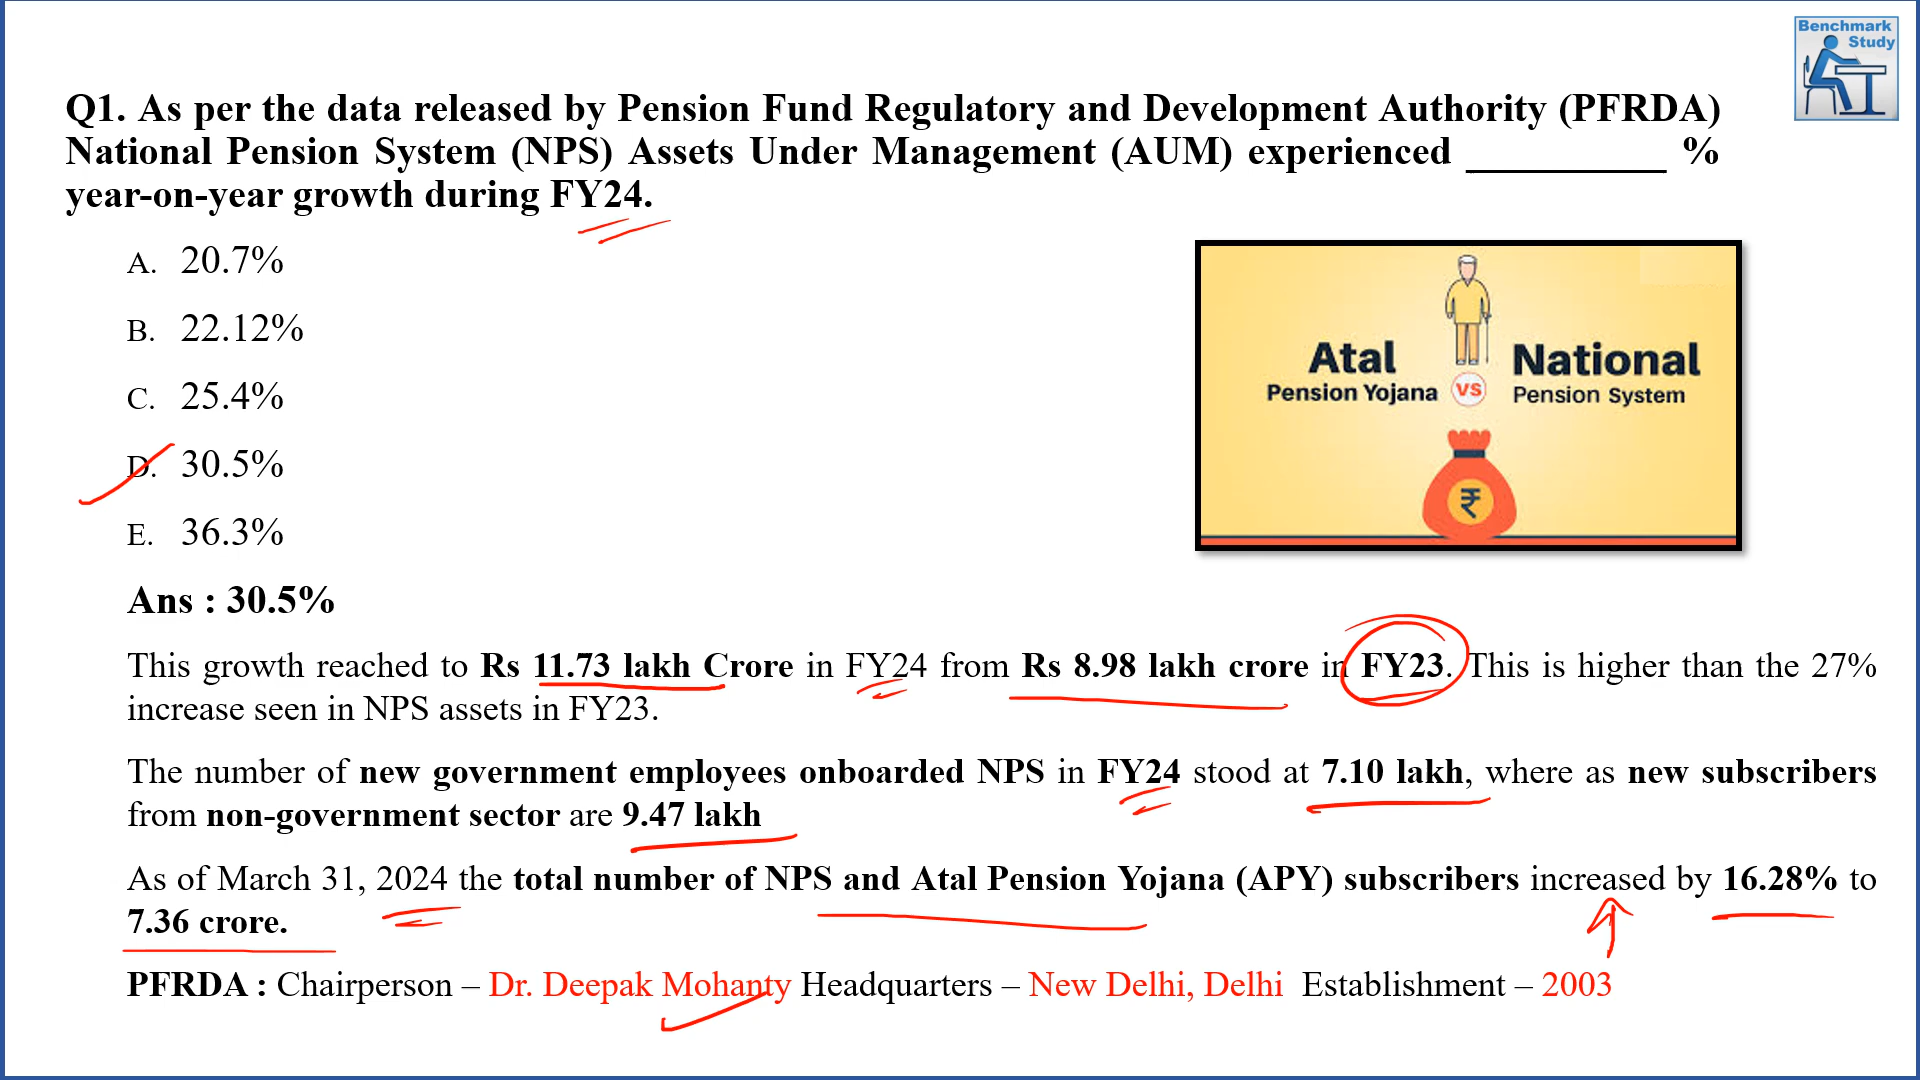 Benchmark
Study
Q1. As per the data released by Pension Fund Regulatory and Development Authority (PFRDA)
National Pension System (NPS) Assets Under Management (AUM) experienced __________ %
year-on-year growth during FY24.
A. 20.7%
B. 22.12%
C. 25.4%
D. 30.5%
E. 36.3%
Atal National
Pension Yojana VS Pension System
₹
Ans : 30.5%
This growth reached to Rs 11.73 lakh Crore in FY24 from Rs 8.98 lakh crore in FY23. This is higher than the 27%
increase seen in NPS assets in FY23.
The number of new government employees onboarded NPS in FY24 stood at 7.10 lakh, where as new subscribers
from non-government sector are 9.47 lakh
As of March 31, 2024 the total number of NPS and Atal Pension Yojana (APY) subscribers increased by 16.28% to
7.36 crore.
PFRDA : Chairperson – Dr. Deepak Mohanty Headquarters – New Delhi, Delhi Establishment – 2003